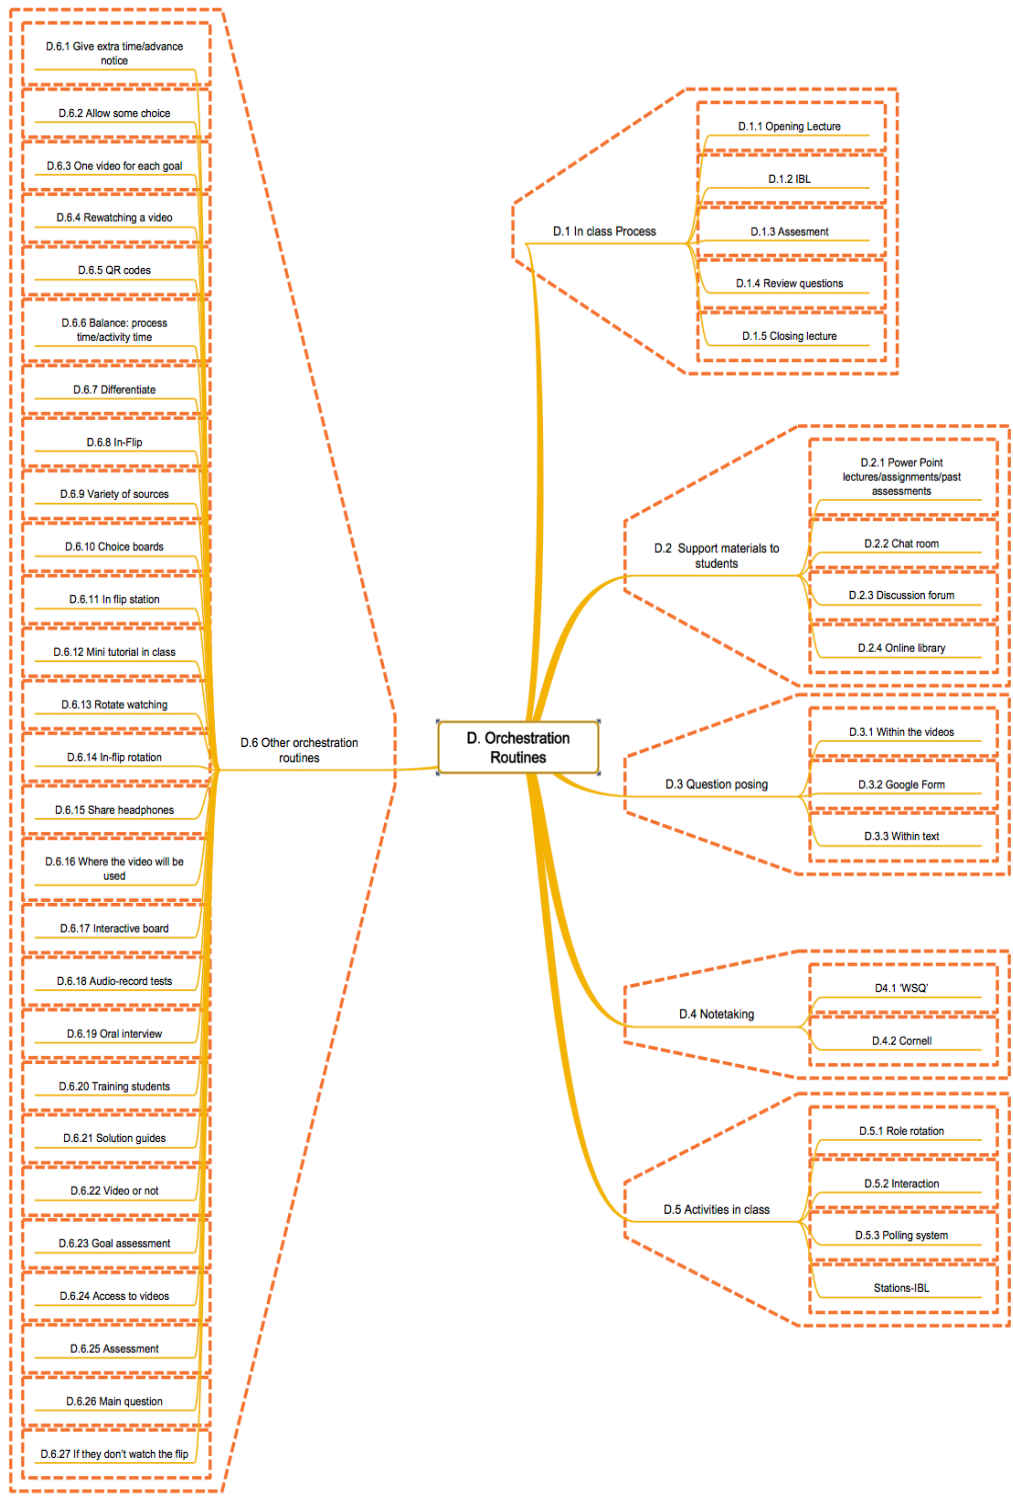 D. Orchestration
Routines
D.1 In class Process
D.1.1 Opening Lecture
D.1.2 IBL
D.1.3 Assesment
D.1.4 Review questions
D.1.5 Closing lecture
D.2 Support materials to
students
D.2.1 Power Point
lectures/assignments/past
assessments
D.2.2 Chat room
D.2.3 Discussion forum
D.2.4 Online library
D.3 Question posing
D.3.1 Within the videos
D.3.2 Google Form
D.3.3 Within text
D.4 Notetaking
D4.1 'WSQ'
D.4.2 Cornell
D.5 Activities in class
D.5.1 Role rotation
D.5.2 Interaction
D.5.3 Polling system
Stations-IBL
D.6 Other orchestration
routines
D.6.1 Give extra time/advance
notice
D.6.2 Allow some choice
D.6.3 One video for each goal
D.6.4 Rewatching a video
D.6.5 QR codes
D.6.6 Balance: process
time/activity time
D.6.7 Differentiate
D.6.8 In-Flip
D.6.9 Variety of sources
D.6.10 Choice boards
D.6.11 In flip station
D.6.12 Mini tutorial in class
D.6.13 Rotate watching
D.6.14 In-flip rotation
D.6.15 Share headphones
D.6.16 Where the video will be
used
D.6.17 Interactive board
D.6.18 Audio-record tests
D.6.19 Oral interview
D.6.20 Training students
D.6.21 Solution guides
D.6.22 Video or not
D.6.23 Goal assessment
D.6.24 Access to videos
D.6.25 Assessment
D.6.26 Main question
D.6.27 If they don't watch the flip